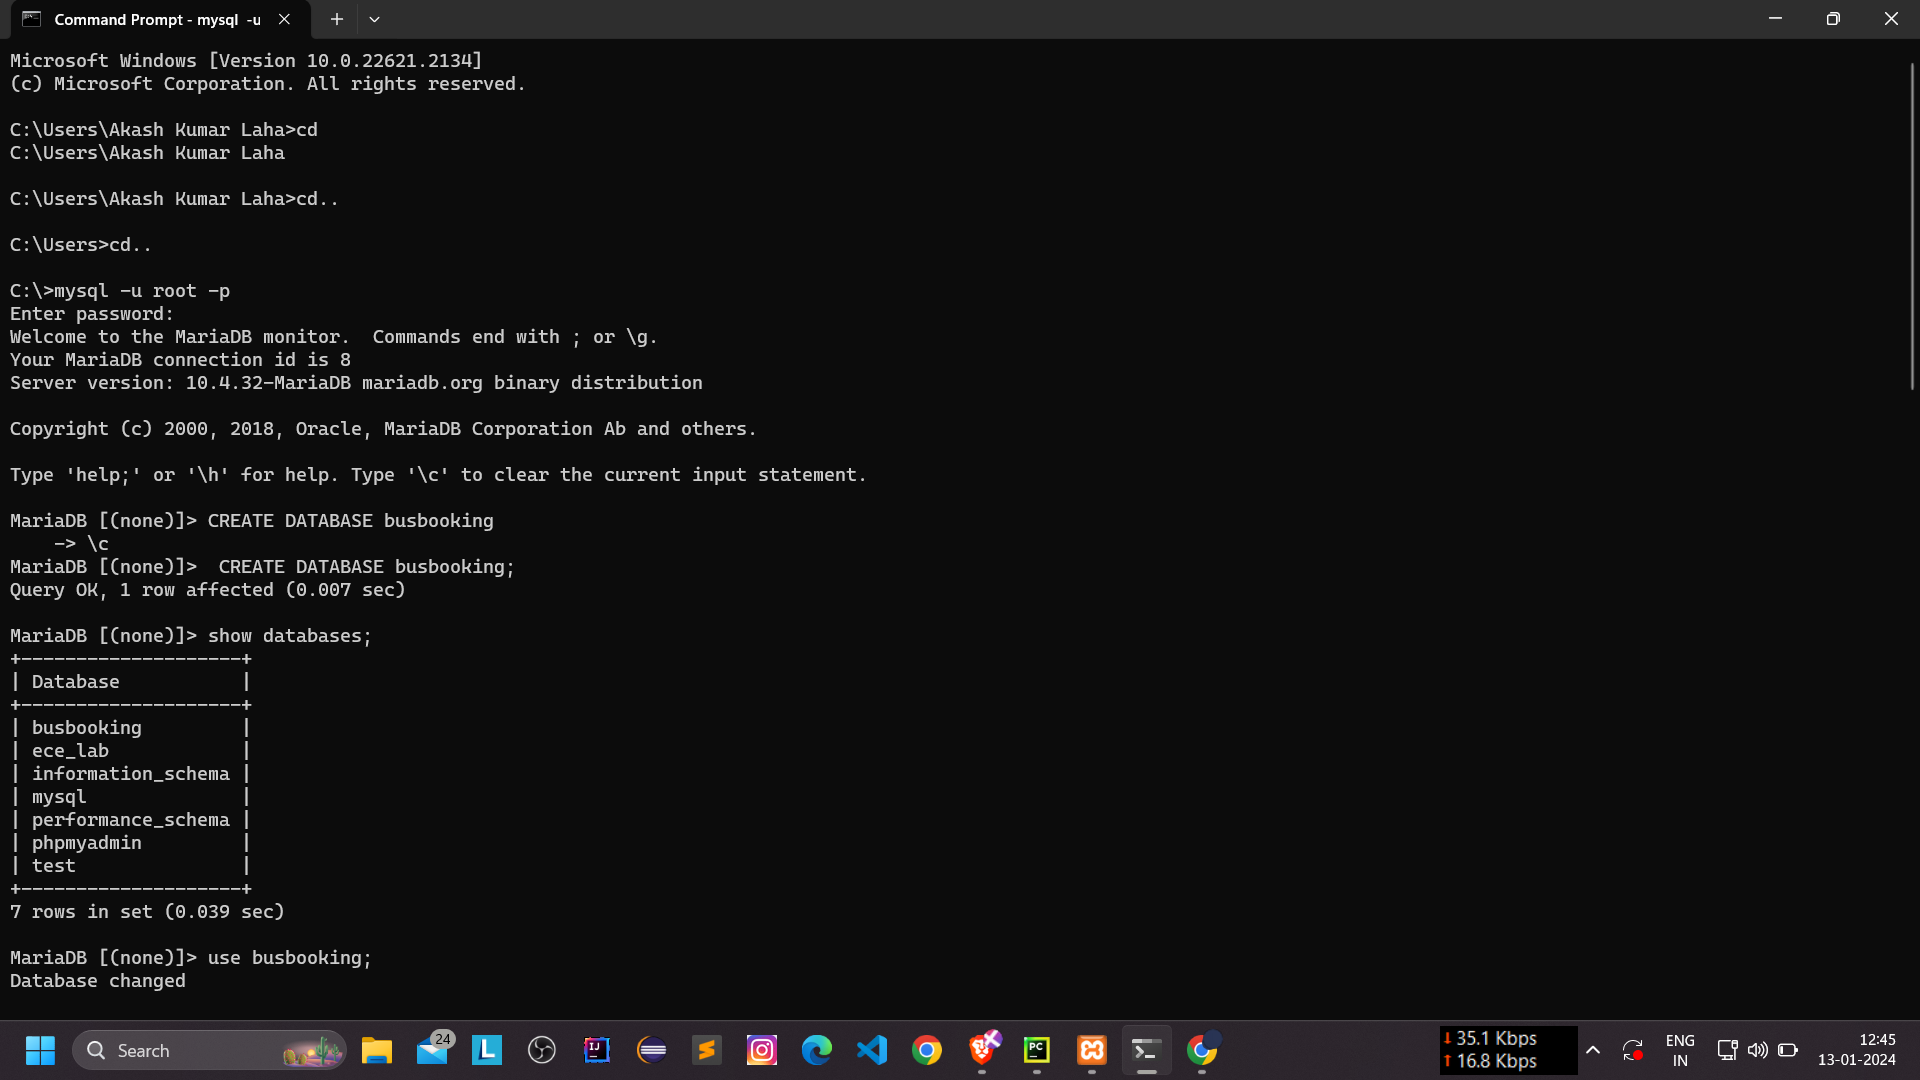 Command Prompt - mysql  -u
Microsoft Windows [Version 10.0.22621.2134]
(c) Microsoft Corporation. All rights reserved.
C:\Users\Akash Kumar Laha>cd
C:\Users\Akash Kumar Laha
C:\Users\Akash Kumar Laha>cd..
C:\Users>cd..
C:\>mysql -u root -p
Enter password:
Welcome to the MariaDB monitor.  Commands end with ; or \g.
Your MariaDB connection id is 8
Server version: 10.4.32-MariaDB mariadb.org binary distribution
Copyright (c) 2000, 2018, Oracle, MariaDB Corporation Ab and others.
Type 'help;' or '\h' for help. Type '\c' to clear the current input statement.
MariaDB [(none)]> CREATE DATABASE busbooking
    -> \c
MariaDB [(none)]>  CREATE DATABASE busbooking;
Query OK, 1 row affected (0.007 sec)
MariaDB [(none)]> show databases;
+--------------------+
| Database           |
+--------------------+
| busbooking         |
| ece_lab            |
| information_schema |
| mysql              |
| performance_schema |
| phpmyadmin         |
| test               |
+--------------------+
7 rows in set (0.039 sec)
MariaDB [(none)]> use busbooking;
Database changed
Search
24
L
IJ
PC
↓ 35.1 Kbps
↑ 16.8 Kbps
ENG
IN
12:45
13-01-2024